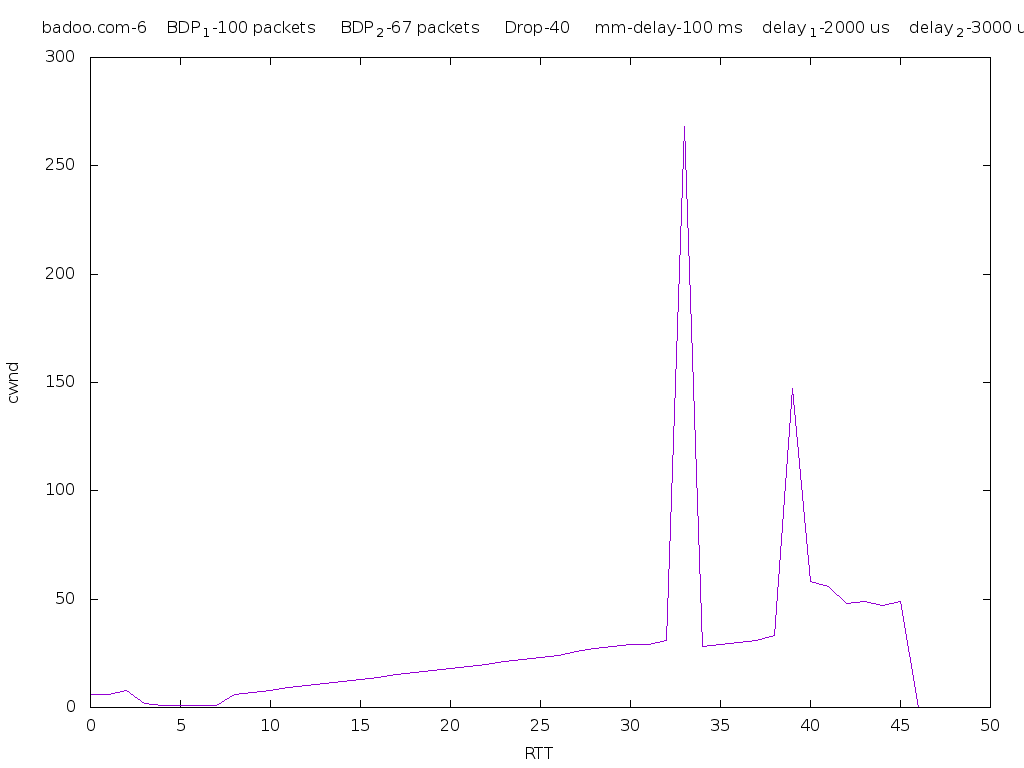 badoo.com-6 BDP1-100 packets BDP2-67 packets Drop-40 mm-delay-100 ms delay1-2000 us delay2-3000 u
300
250
200
150
100
50
0
cwnd
0 5 10 15 20 25 30 35 40 45 50
RTT